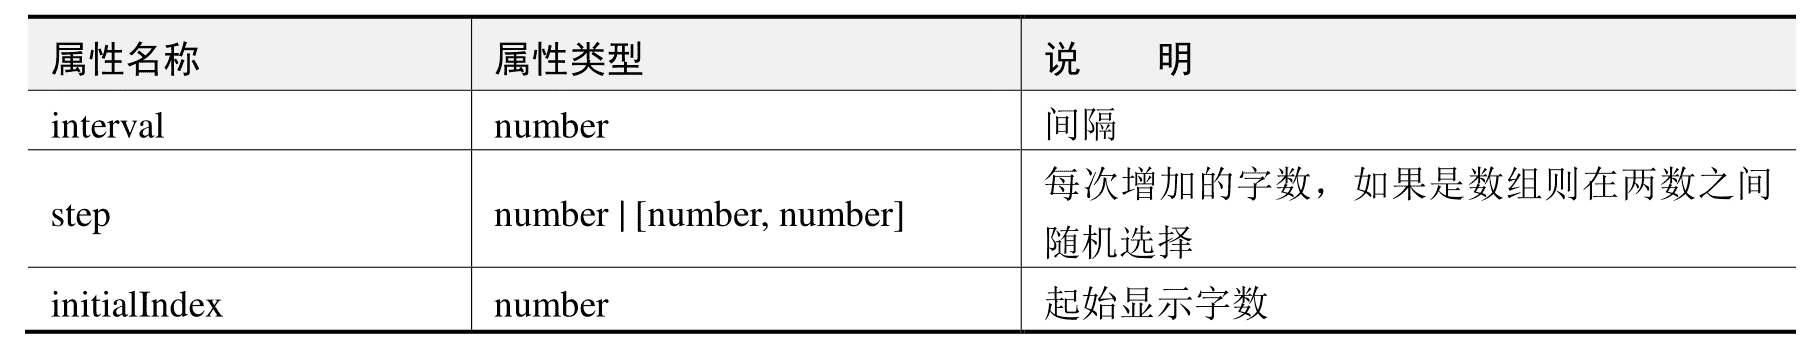 属性名称 属性类型 说 明
interval number 间隔
step number | [number, number] 每次增加的字数，如果是数组则在两数之间
随机选择
initialIndex number 起始显示字数